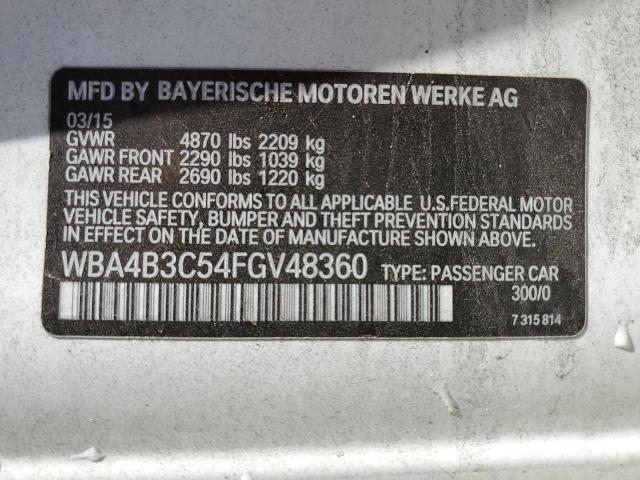 MFD BY BAYERISCHE MOTOREN WERKE AG
03/15
GVWR 4870 lbs 2209 kg
GAWR FRONT 2290 lbs 1039 kg
GAWR REAR 2690 lbs 1220 kg
THIS VEHICLE CONFORMS TO ALL APPLICABLE U.S.FEDERAL MOTOR
VEHICLE SAFETY, BUMPER AND THEFT PREVENTION STANDARDS
IN EFFECT ON THE DATE OF MANUFACTURE SHOWN ABOVE.
WBA4B3C54FGV48360 TYPE: PASSENGER CAR
300/0
7 315 814